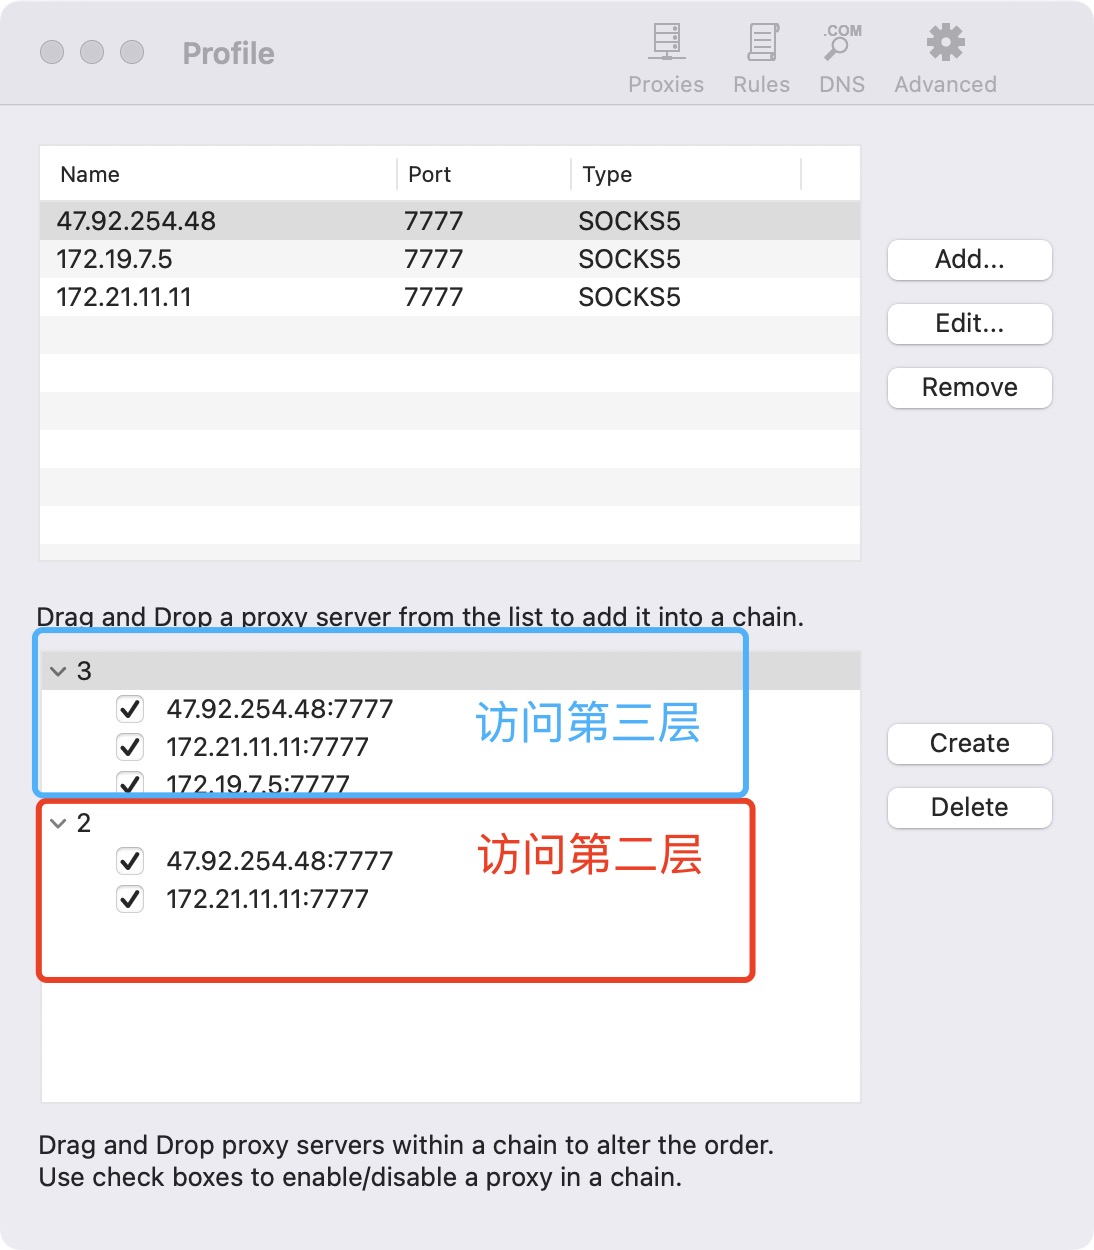 Profile
Proxies
Rules
.COM
DNS
Advanced
Name Port Type
47.92.254.48 7777 SOCKS5
172.19.7.5 7777 SOCKS5
172.21.11.11 7777 SOCKS5
Add...
Edit...
Remove
Drag and Drop a proxy server from the list to add it into a chain.
3
47.92.254.48:7777
172.21.11.11:7777
172.19.7.5:7777
访问第三层
2
47.92.254.48:7777
172.21.11.11:7777
访问第二层
Create
Delete
Drag and Drop proxy servers within a chain to alter the order.
Use check boxes to enable/disable a proxy in a chain.